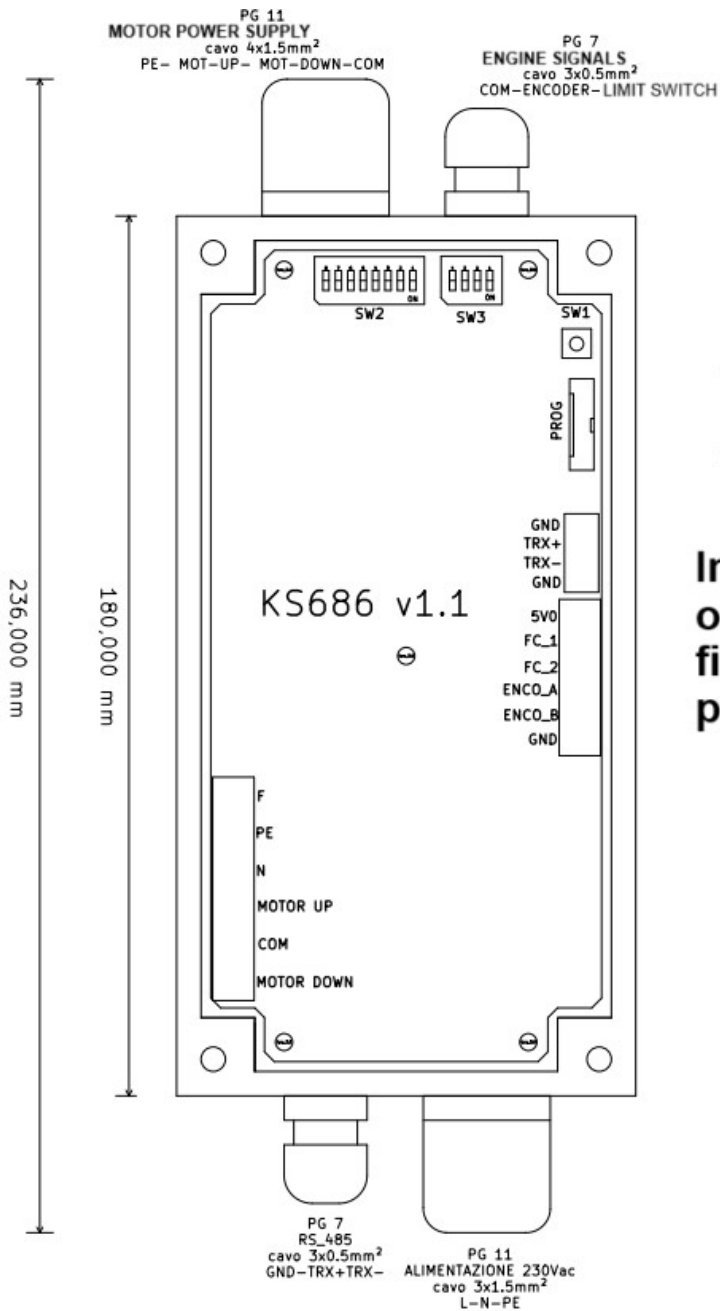 PG 11
MOTOR POWER SUPPLY
cavo 4x1.5mm²
PE- MOT-UP- MOT-DOWN-COM
PG 7
ENGINE SIGNALS
cavo 3x0.5mm²
COM-ENCODER-LIMIT SWITCH
ON
SW2
ON
SW3
SW1
PROG
GND
TRX+
TRX-
GND
KS686 v1.1
5V0
FC_1
FC_2
ENCO_A
ENCO_B
GND
236,000 mm
180,000 mm
F
PE
N
MOTOR UP
COM
MOTOR DOWN
PG 7
RS_485
cavo 3x0.5mm²
GND-TRX+TRX-
PG 11
ALIMENTAZIONE 230Vac
cavo 3x1.5mm²
L-N-PE